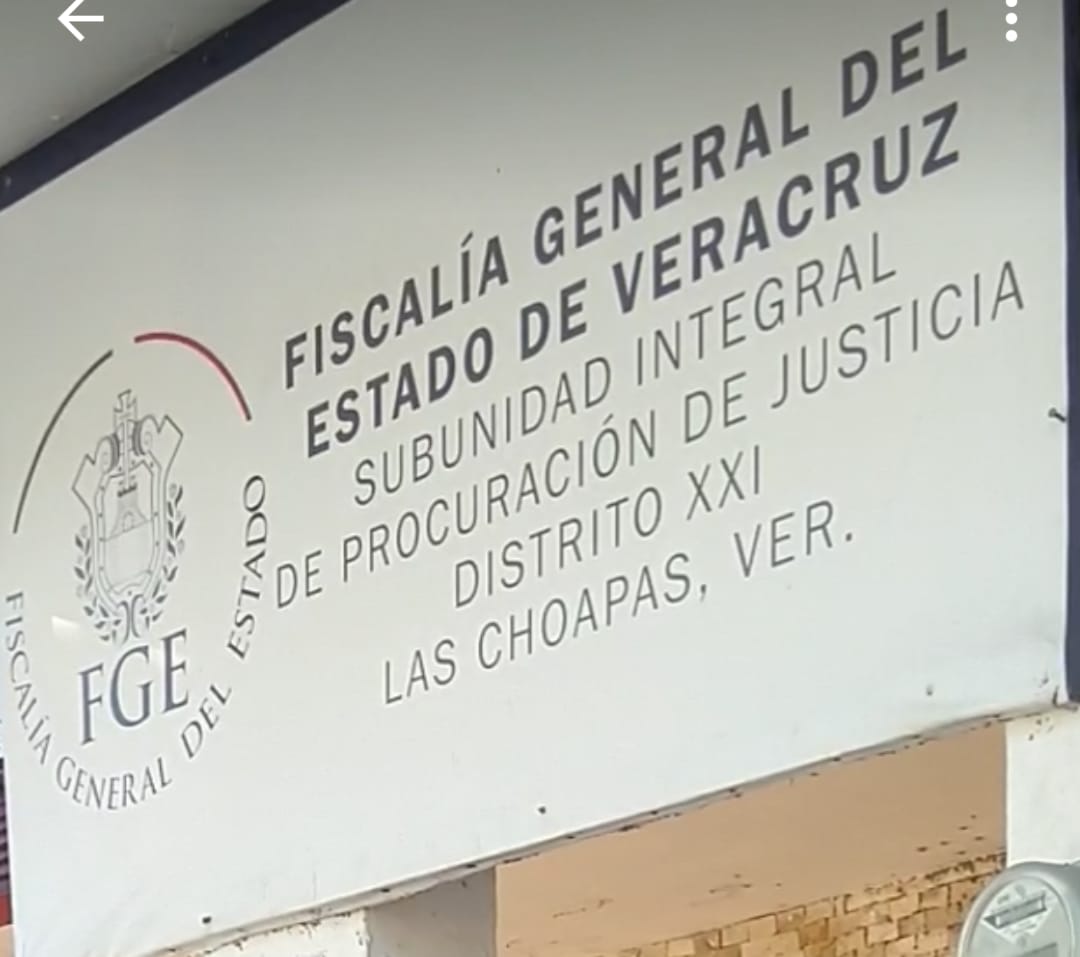 FISCALÍA GENERAL DEL
ESTADO DE VERACRUZ
SUBUNIDAD INTEGRAL
DE PROCURACIÓN DE JUSTICIA
DISTRITO XXI
LAS CHOAPAS, VER.
FGE
FISCALÍA GENERAL DEL ESTADO